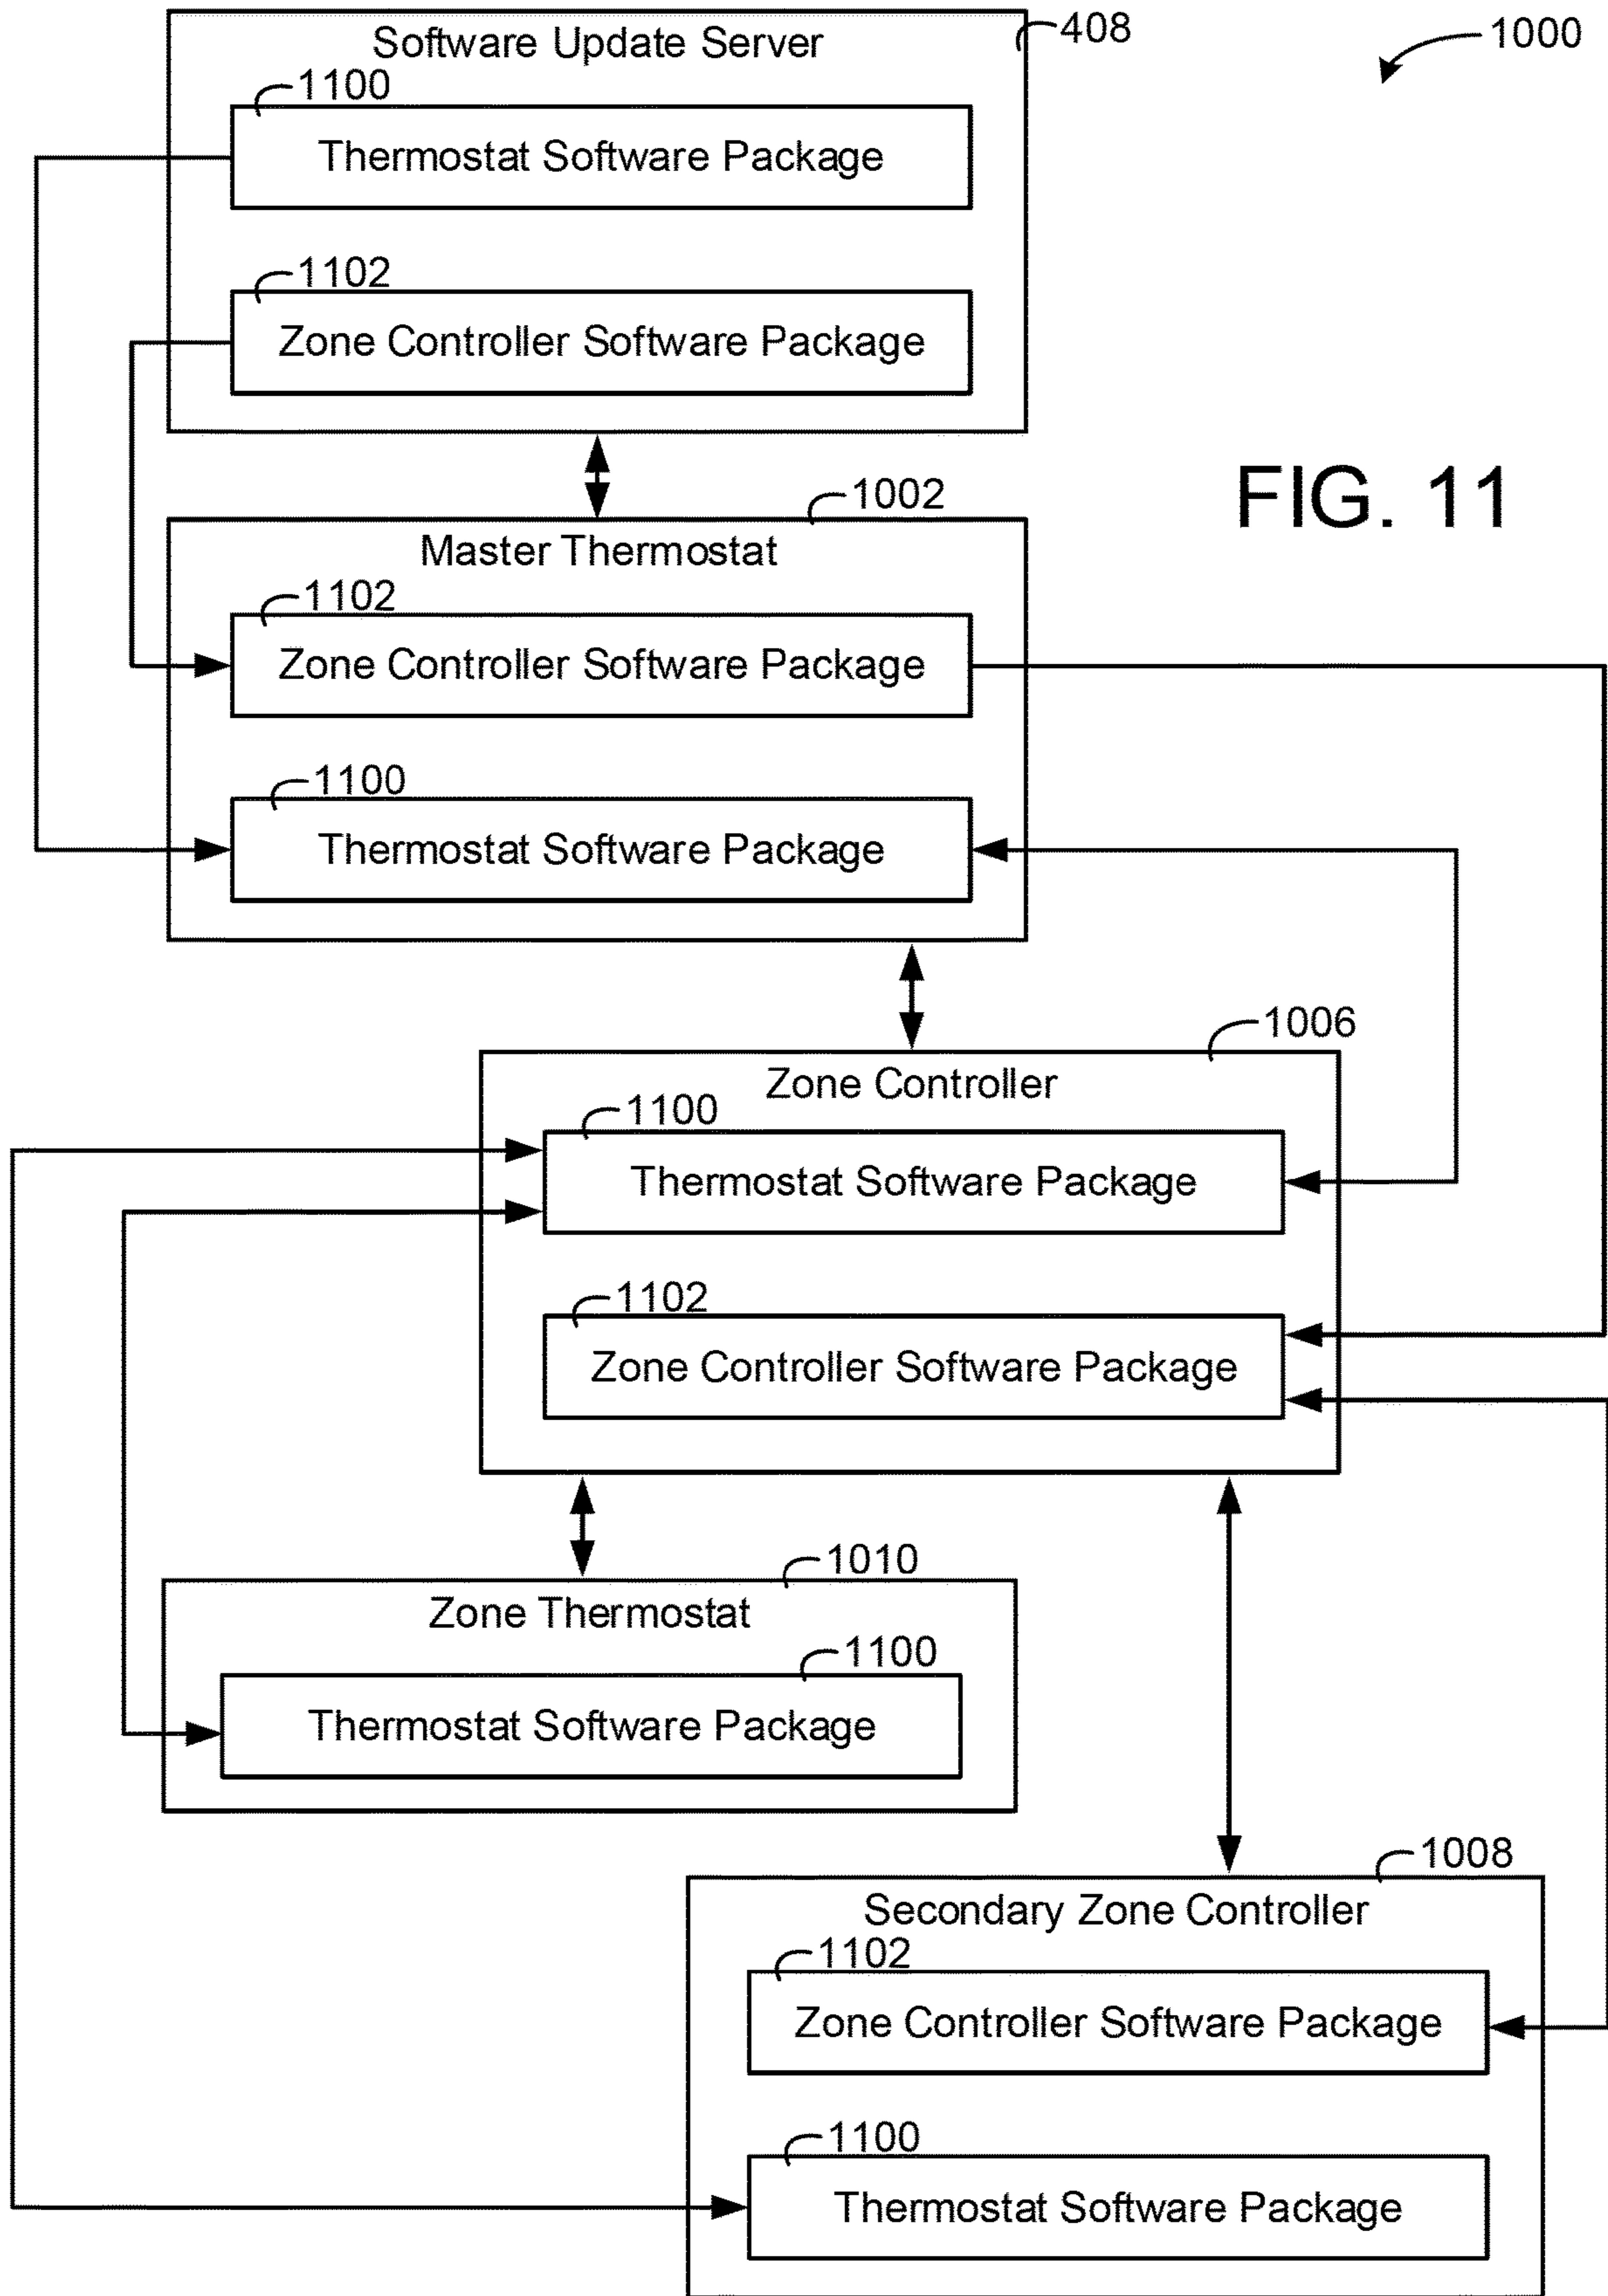 Software Update Server
408
1000
1100
Thermostat Software Package
1102
Zone Controller Software Package
FIG. 11
1002
Master Thermostat
1102
Zone Controller Software Package
1100
Thermostat Software Package
1006
Zone Controller
1100
Thermostat Software Package
1102
Zone Controller Software Package
1010
Zone Thermostat
1100
Thermostat Software Package
1008
Secondary Zone Controller
1102
Zone Controller Software Package
1100
Thermostat Software Package